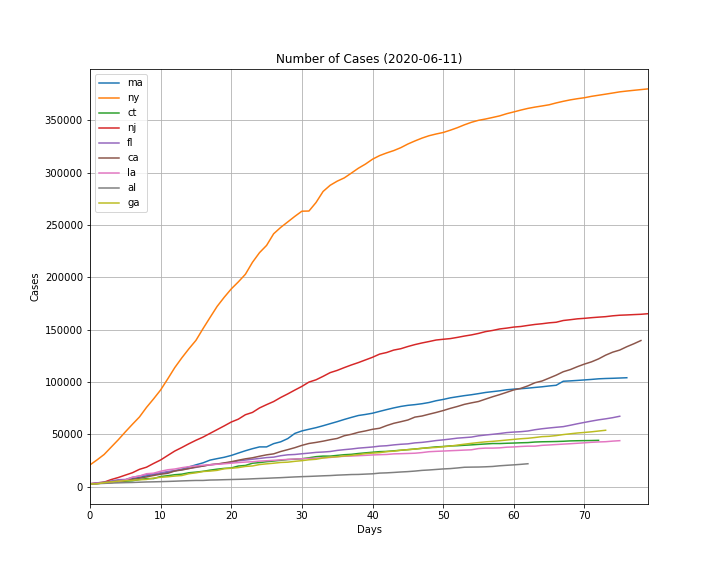 Number of Cases (2020-06-11)
ma
ny
ct
nj
fl
ca
la
al
ga
350000
300000
250000
200000
150000
100000
50000
0
Cases
0 10 20 30 40 50 60 70
Days